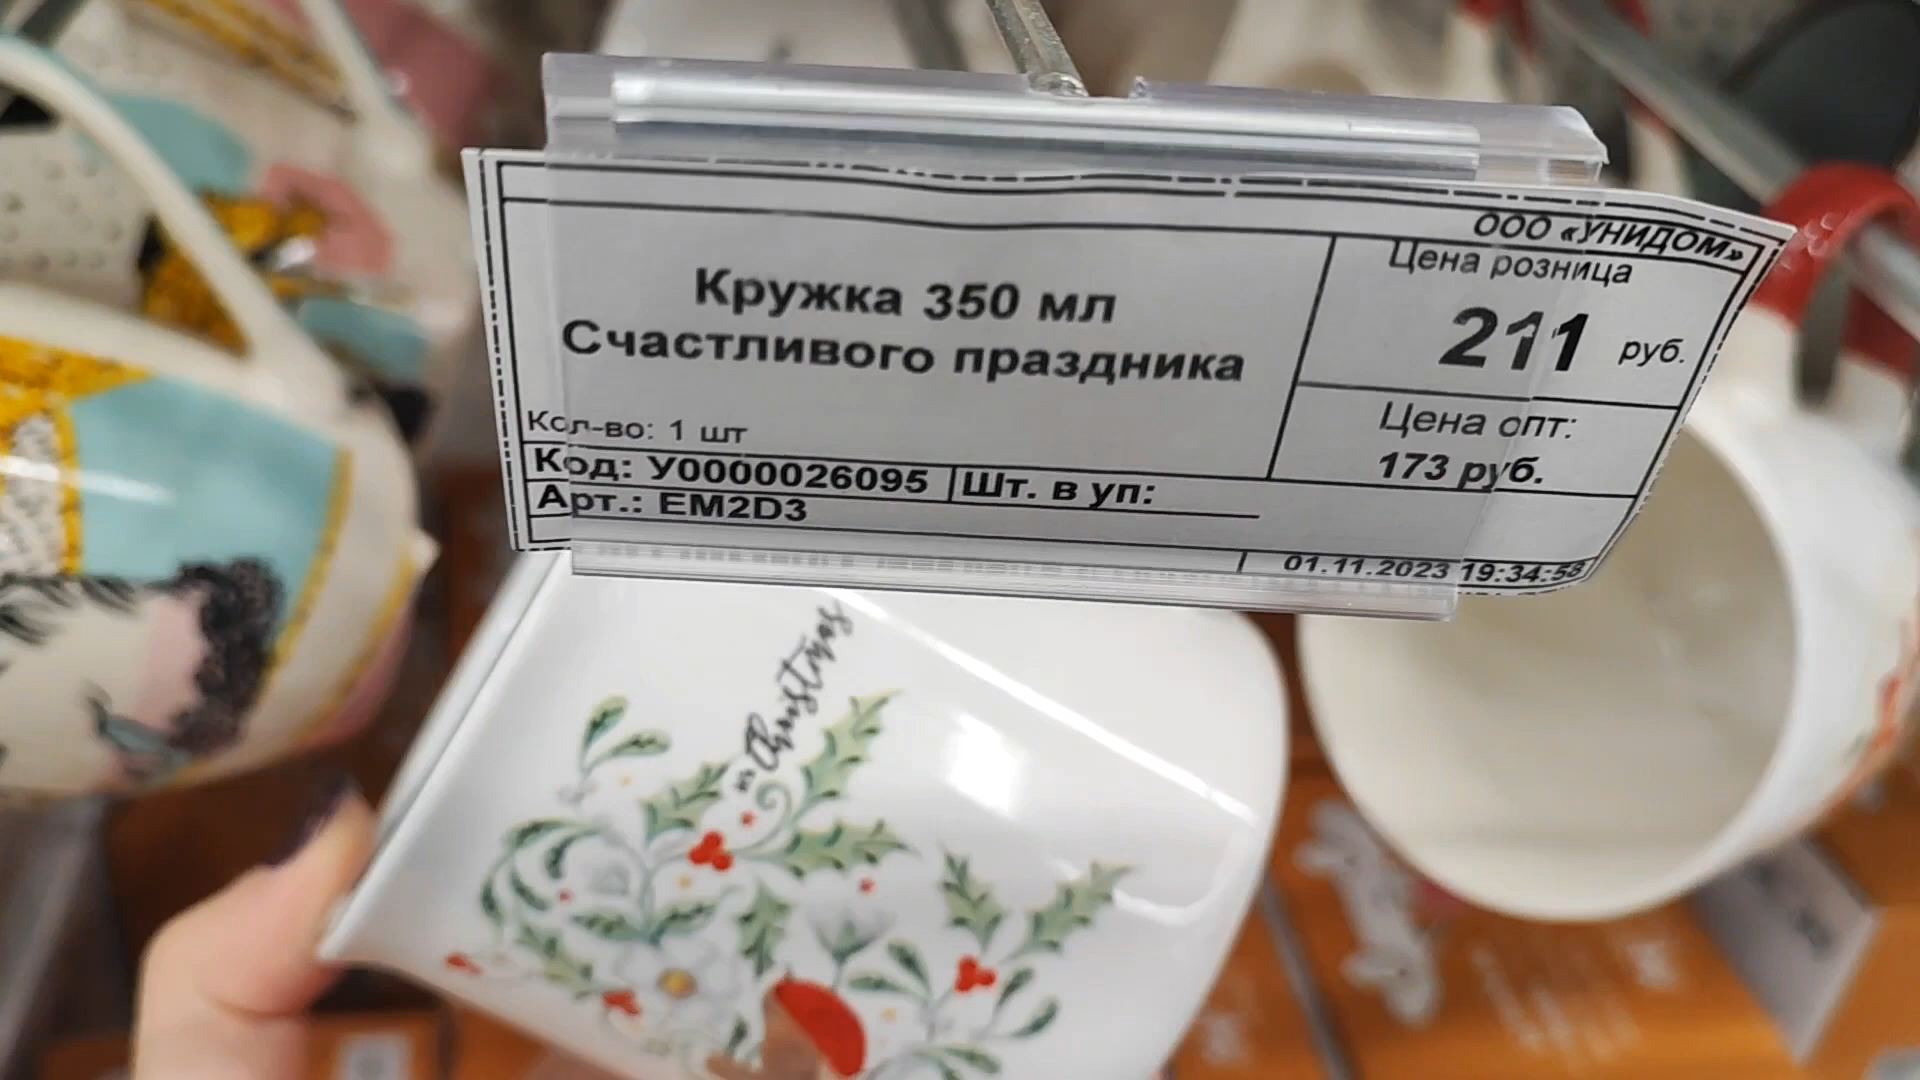 ООО «УНИДОМ»
Кружка 350 мл
Счастливого праздника
Цена розница
211 руб.
Цена опт:
173 руб.
Кол-во: 1 шт
Код: У0000026095 Шт. в уп:
Арт.: EM2D3
01.11.2023 19:34:58
Christmas